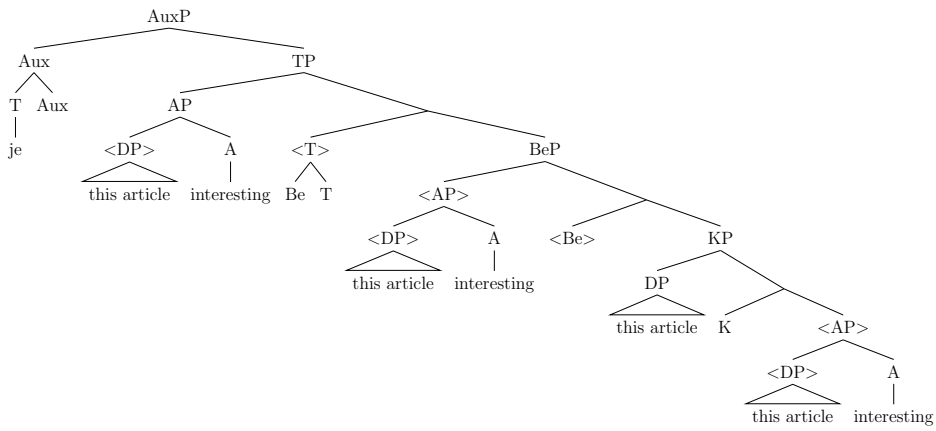 AuxP
Aux TP
T Aux AP
je <DP> A <T> BeP
this article interesting Be T <AP>
<DP> A <Be> KP
this article interesting DP
this article K <AP>
<DP> A
this article interesting